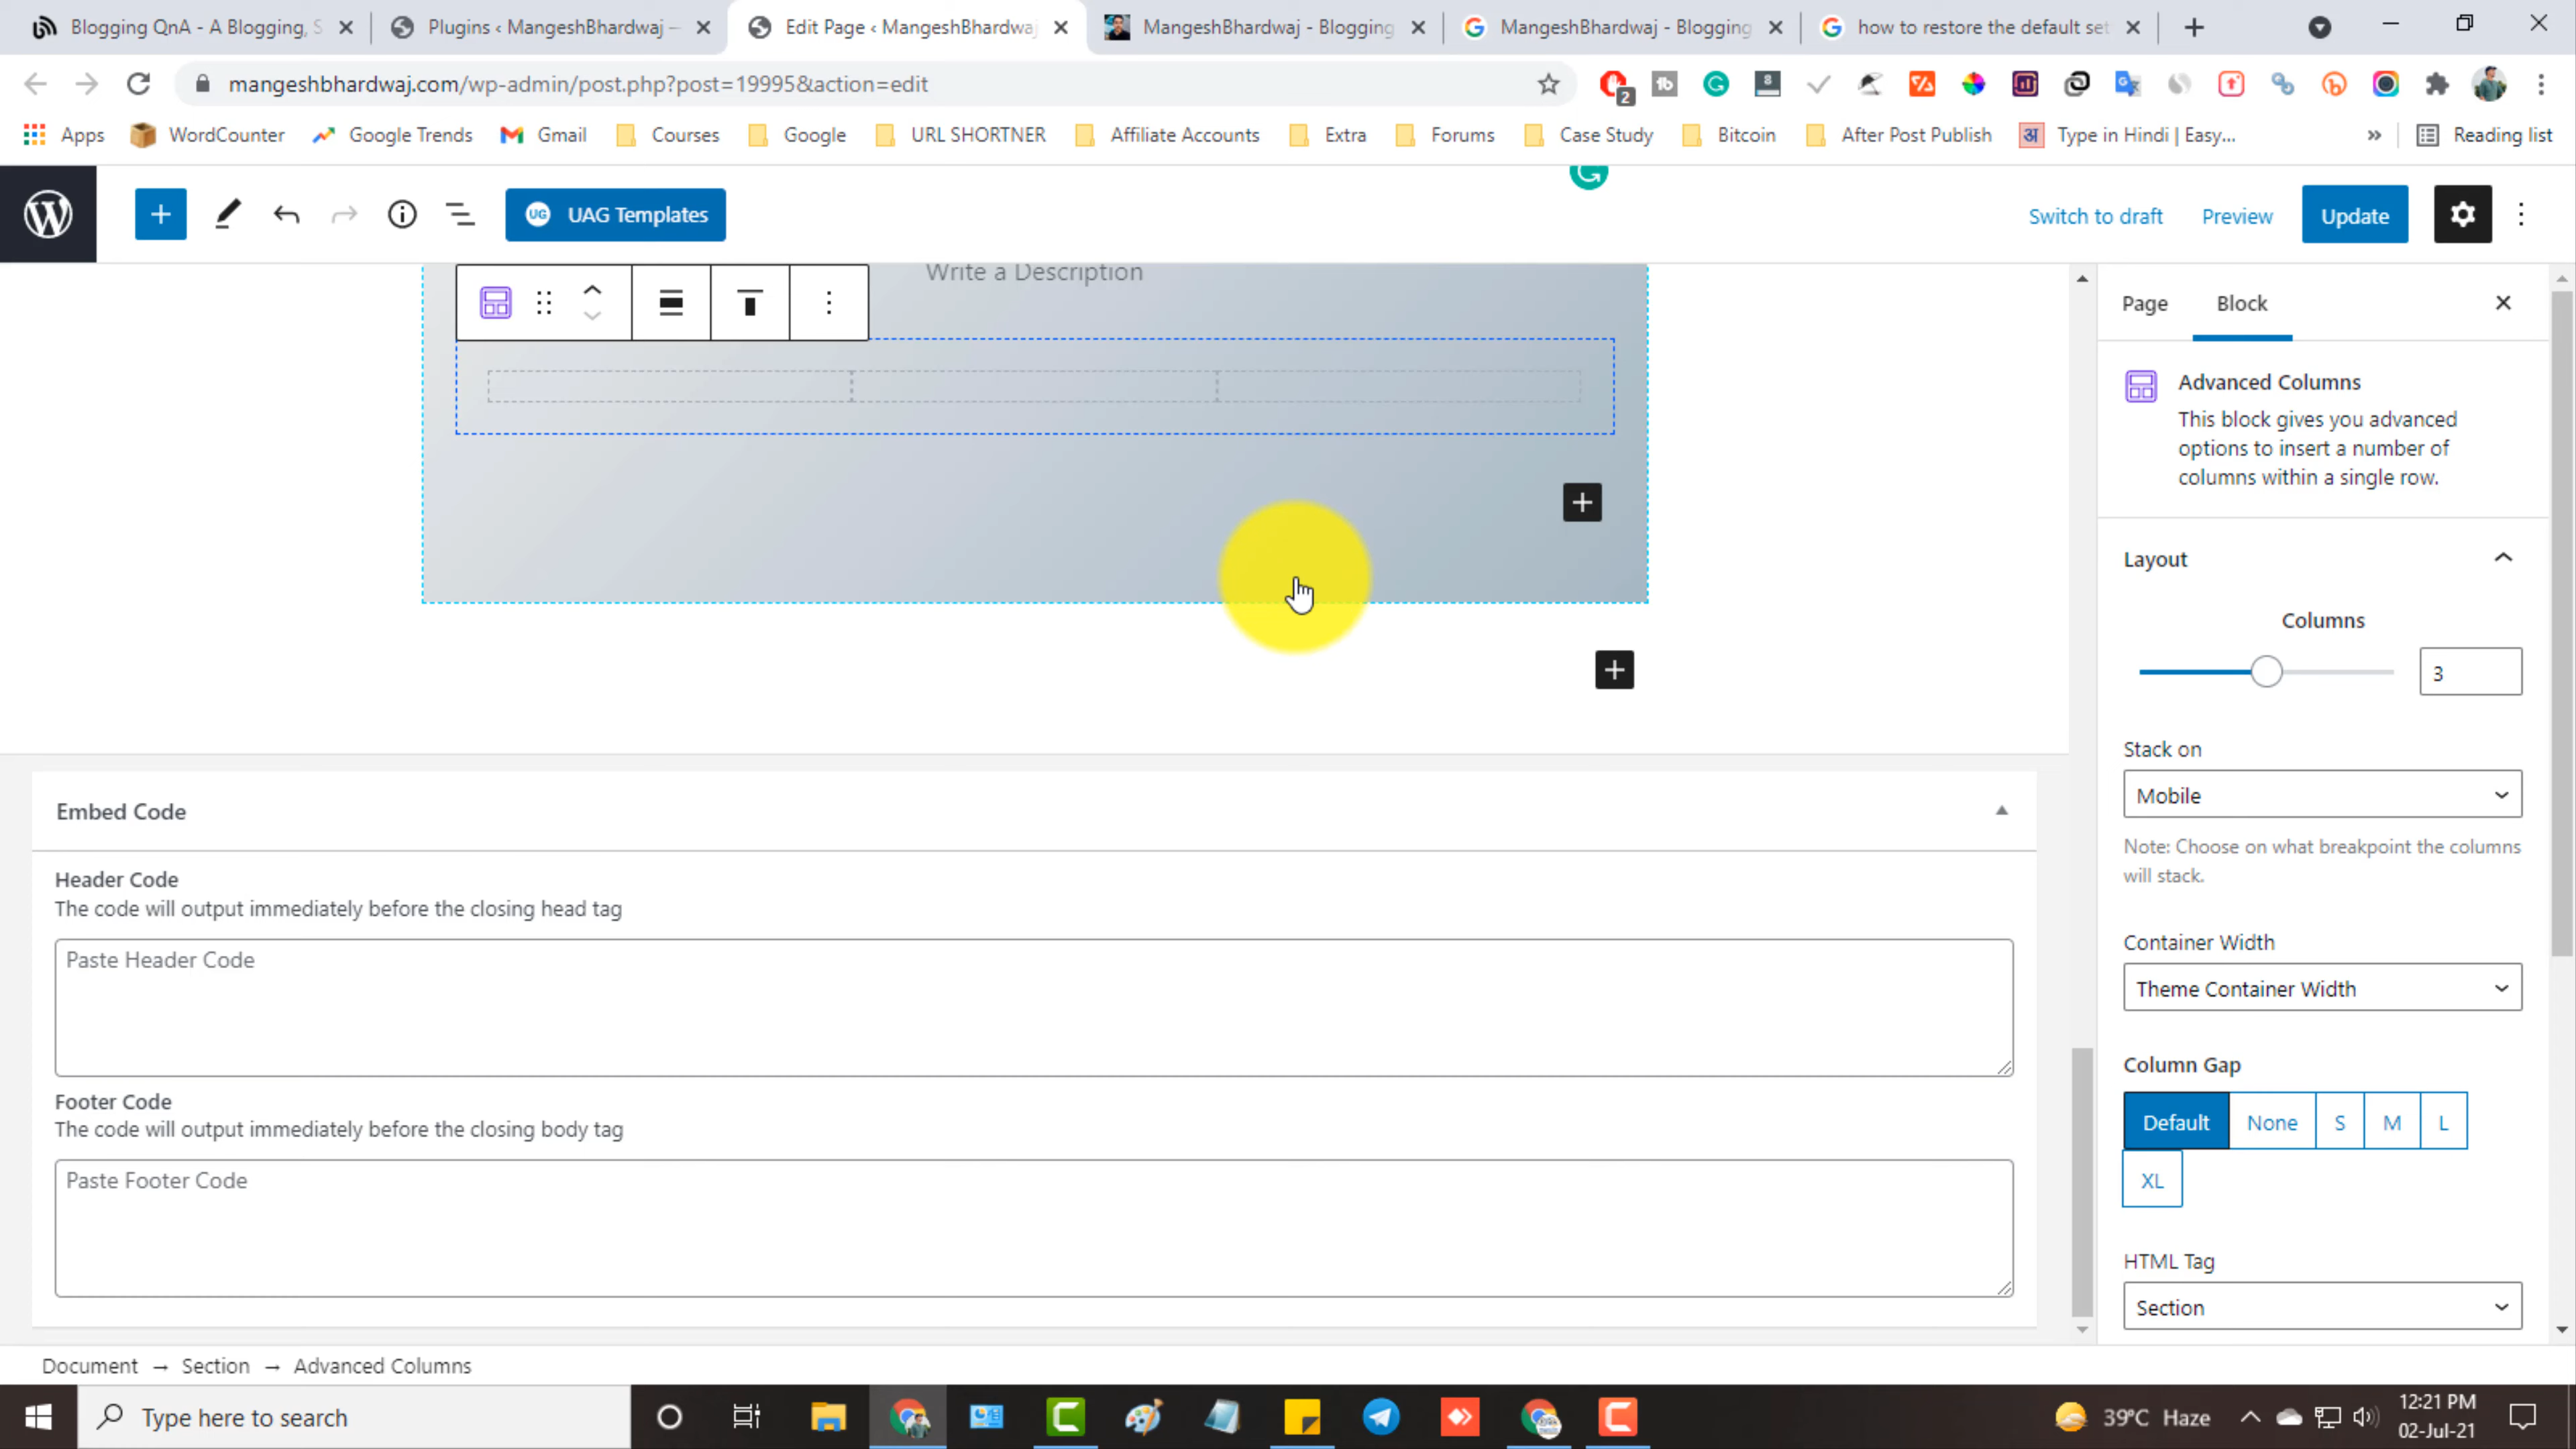 Blogging QnA - A Blogging, S
Plugins ‹ MangeshBhardwaj —
Edit Page ‹ MangeshBhardwaj
MangeshBhardwaj - Blogging
MangeshBhardwaj - Blogging
how to restore the default set
mangeshbhardwaj.com/wp-admin/post.php?post=19995&action=edit
2
Apps
WordCounter
Google Trends
Gmail
Courses
Google
URL SHORTNER
Affiliate Accounts
Extra
Forums
Case Study
Bitcoin
After Post Publish
अ
Type in Hindi | Easy...
»
Reading list
UG UAG Templates
Switch to draft
Preview
Update
Write a Description
Page
Block
Advanced Columns
This block gives you advanced
options to insert a number of
columns within a single row.
Layout
Columns
3
Stack on
Mobile
Note: Choose on what breakpoint the columns
will stack.
Container Width
Theme Container Width
Column Gap
Default
None
S
M
L
XL
HTML Tag
Section
Embed Code
Header Code
The code will output immediately before the closing head tag
Paste Header Code
Footer Code
The code will output immediately before the closing body tag
Paste Footer Code
Document → Section → Advanced Columns
Type here to search
39°C Haze
12:21 PM
02-Jul-21